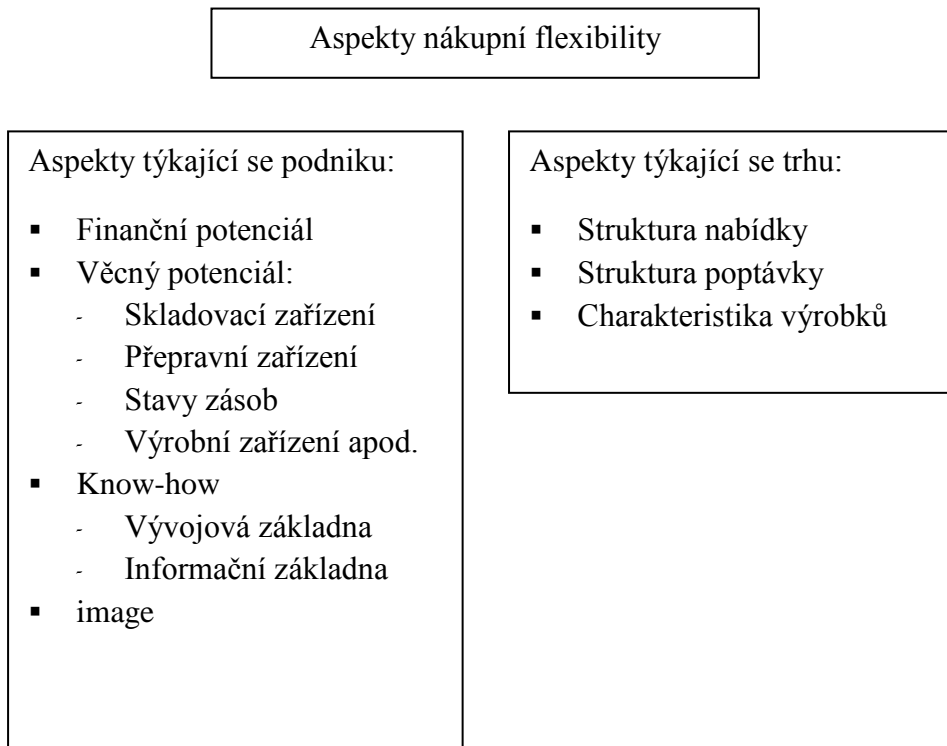 Aspekty nákupní flexibility
Aspekty týkající se podniku:
▪ Finanční potenciál
▪ Věcný potenciál:
- Skladovací zařízení
- Přepravní zařízení
- Stavy zásob
- Výrobní zařízení apod.
▪ Know-how
- Vývojová základna
- Informační základna
▪ image
Aspekty týkající se trhu:
▪ Struktura nabídky
▪ Struktura poptávky
▪ Charakteristika výrobků